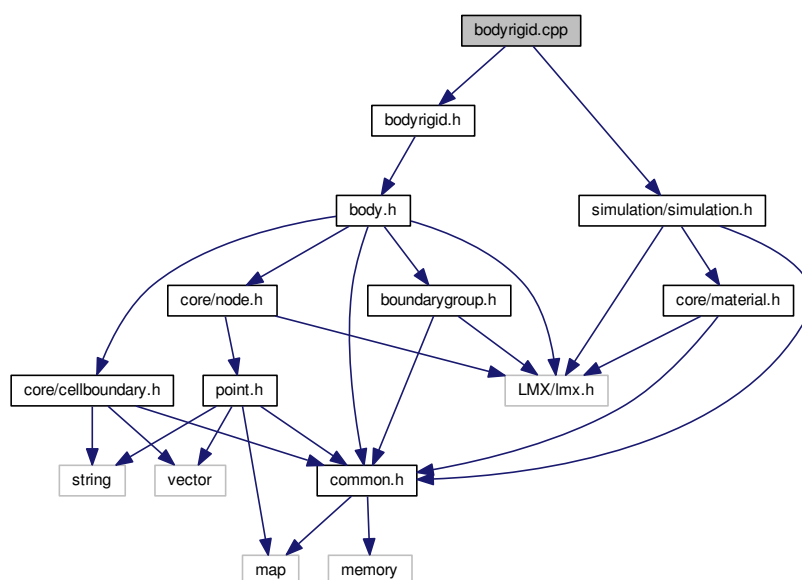 bodyrigid.cpp
bodyrigid.h
body.h
simulation/simulation.h
core/node.h
boundarygroup.h
core/material.h
core/cellboundary.h
point.h
LMX/lmx.h
string
vector
common.h
map
memory